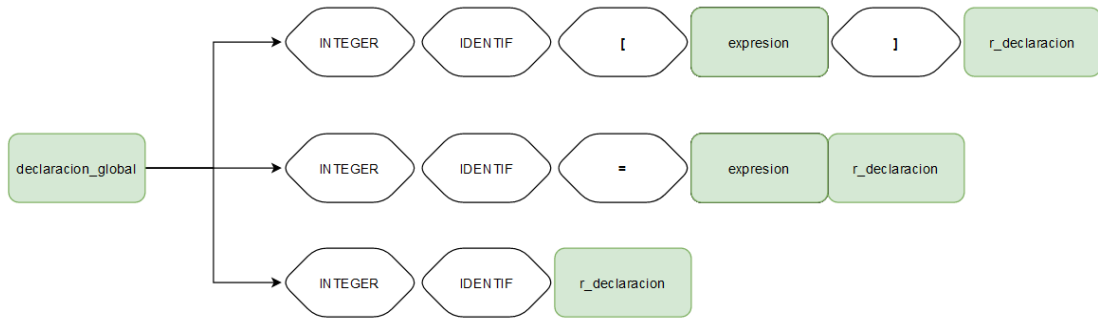 INTEGER IDENTIF [ expresion ] r_declaracion
declaracion_global INTEGER IDENTIF = expresion r_declaracion
INTEGER IDENTIF r_declaracion